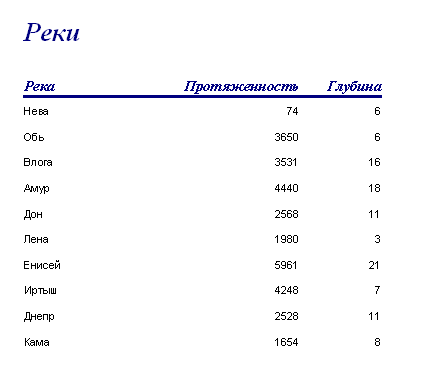 Реки
Река Протяженность Глубина
Нева 74 6
Обь 3650 6
Влога 3531 16
Амур 4440 18
Дон 2568 11
Лена 1980 3
Енисей 5961 21
Иртыш 4248 7
Днепр 2528 11
Кама 1654 8